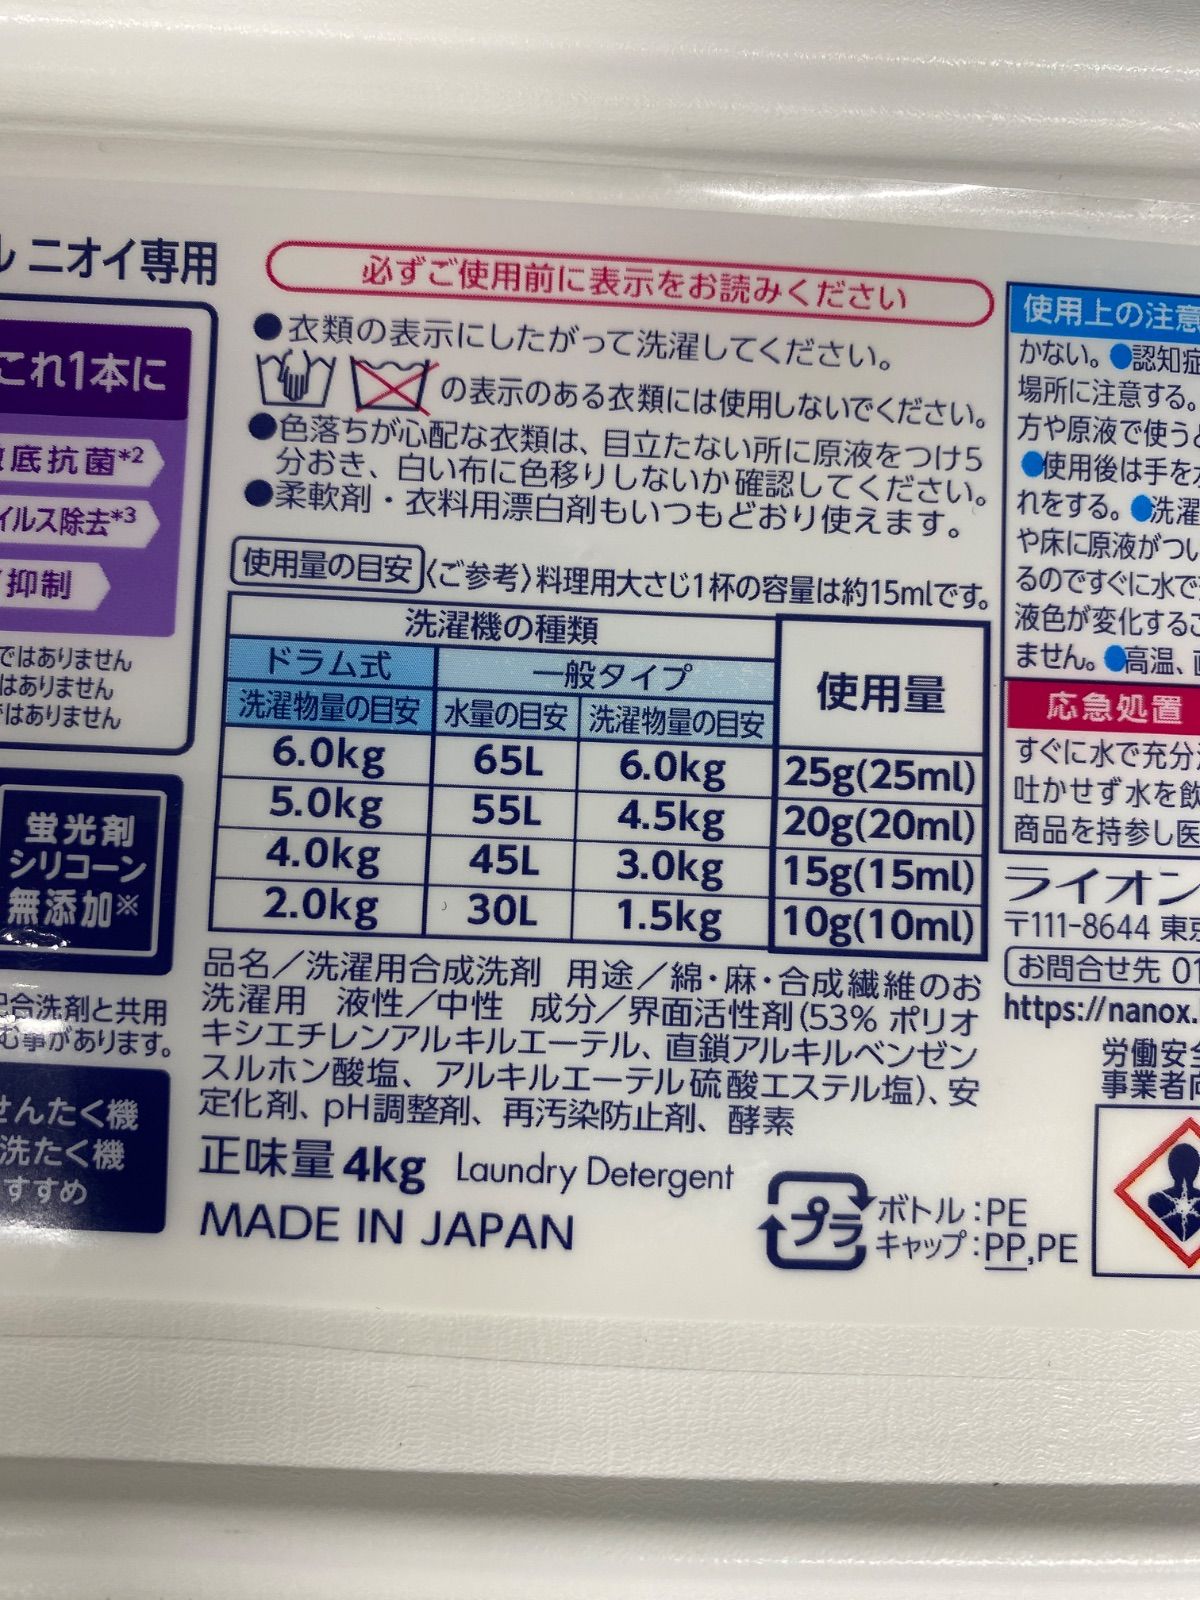 ニオイ専用
これ1本に
底抗菌*2
イルス除去*3
抑制
ではありません
はありません
はありません
蛍光剤
シリコーン
無添加※
配合洗剤と共用
む事があります。
せんたく機
洗たく機
すすめ
必ずご使用前に表示をお読みください
●衣類の表示にしたがって洗濯してください。
の表示のある衣類には使用しないでください。
●色落ちが心配な衣類は、目立たない所に原液をつけ5
分おき、白い布に色移りしないか確認してください。
●柔軟剤・衣料用漂白剤もいつもどおり使えます。
使用量の目安 〈ご参考〉料理用大さじ1杯の容量は約15mlです。
洗濯機の種類 使用量
ドラム式 一般タイプ
洗濯物量の目安 水量の目安 洗濯物量の目安
6.0kg 65L 6.0kg 25g(25ml)
5.0kg 55L 4.5kg 20g(20ml)
4.0kg 45L 3.0kg 15g(15ml)
2.0kg 30L 1.5kg 10g(10ml)
品名／洗濯用合成洗剤 用途／綿・麻・合成繊維のお
洗濯用 液性／中性 成分／界面活性剤(53% ポリオ
キシエチレンアルキルエーテル、直鎖アルキルベンゼン
スルホン酸塩、アルキルエーテル硫酸エステル塩)、安
定化剤、pH調整剤、再汚染防止剤、酵素
正味量 4kg Laundry Detergent
MADE IN JAPAN
プラ
ボトル：PE
キャップ：PP,PE
使用上の注意
かない。●認知症
場所に注意する。
方や原液で使うと
●使用後は手を水
れをする。●洗濯
や床に原液がつい
るのですぐに水で
液色が変化するこ
ません。●高温、
応急処置
すぐに水で充分
吐かせず水を飲
商品を持参し医
ライオン
〒111-8644 東京
お問合せ先 01
https://nanox.
労働安全
事業者向